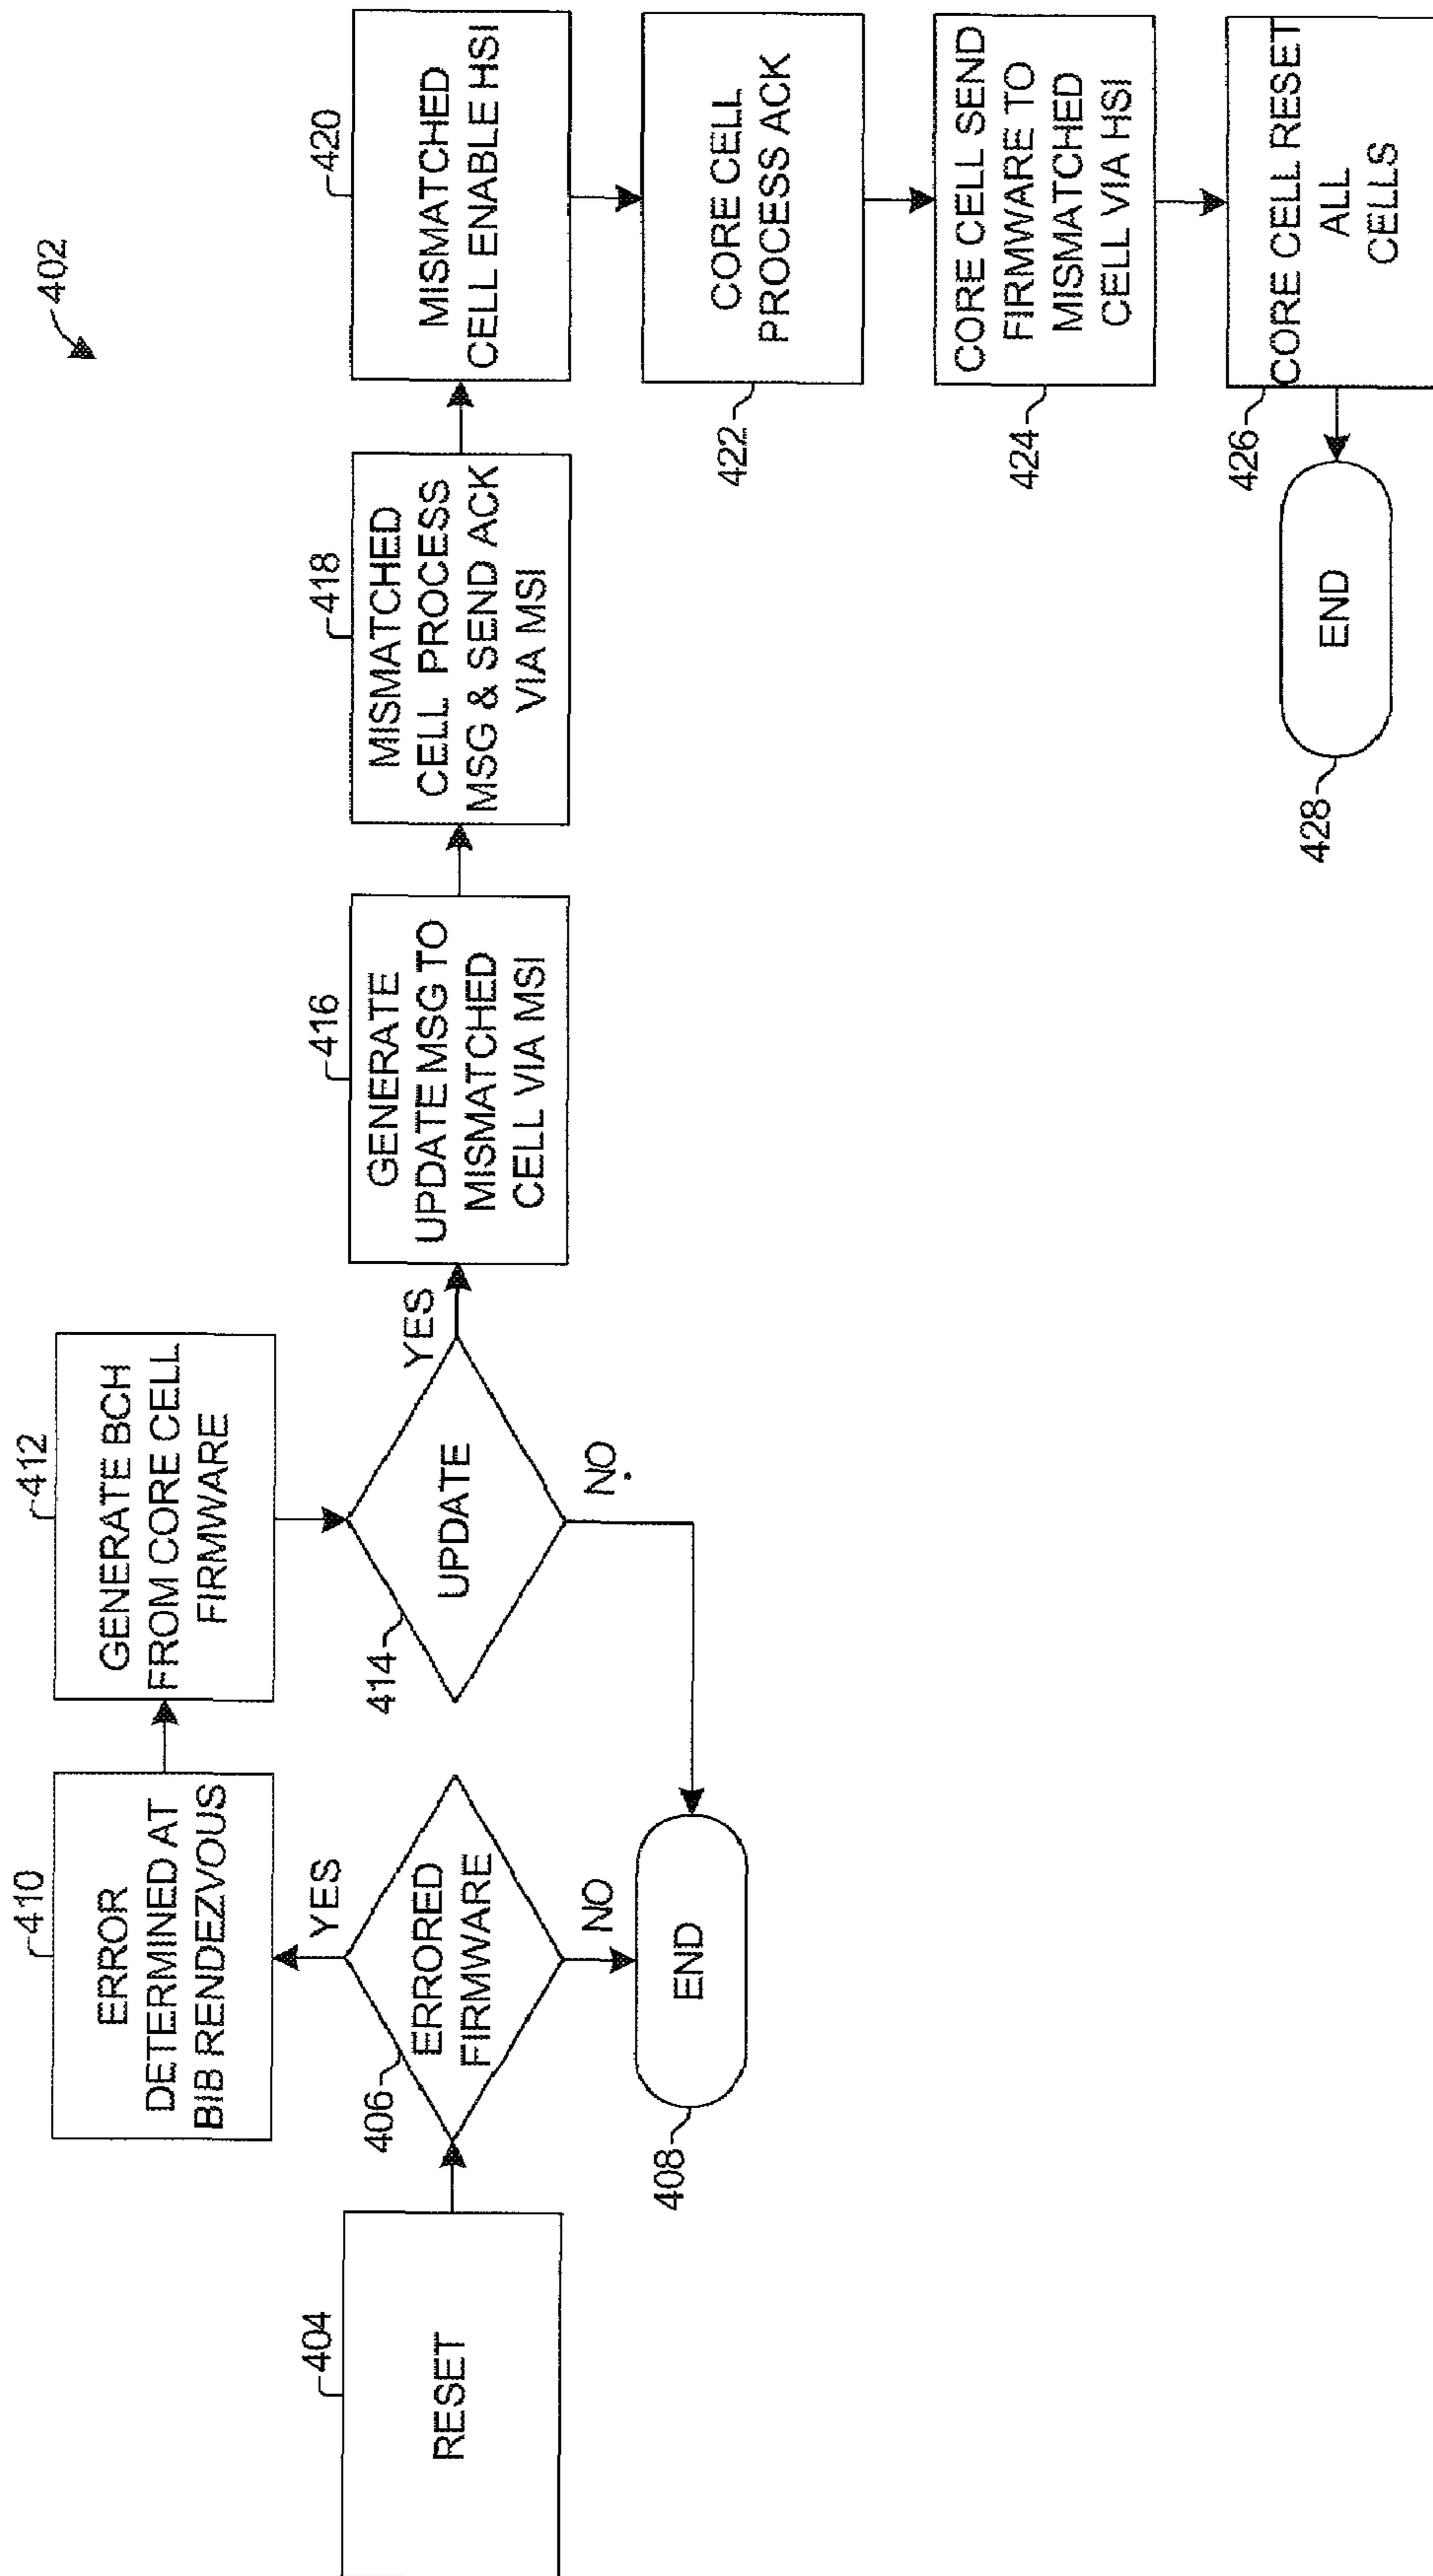 402
404
RESET
406
ERRORED
FIRMWARE
YES
NO
408
END
410
ERROR
DETERMINED AT
BIB RENDEZVOUS
412
GENERATE BCH
FROM CORE CELL
FIRMWARE
414
UPDATE
YES
NO.
416
GENERATE
UPDATE MSG TO
MISMATCHED
CELL VIA MSI
418
MISMATCHED
CELL PROCESS
MSG & SEND ACK
VIA MSI
420
MISMATCHED
CELL ENABLE HSI
422
CORE CELL
PROCESS ACK
424
CORE CELL SEND
FIRMWARE TO
MISMATCHED
CELL VIA HSI
426
CORE CELL RESET
ALL
CELLS
428
END